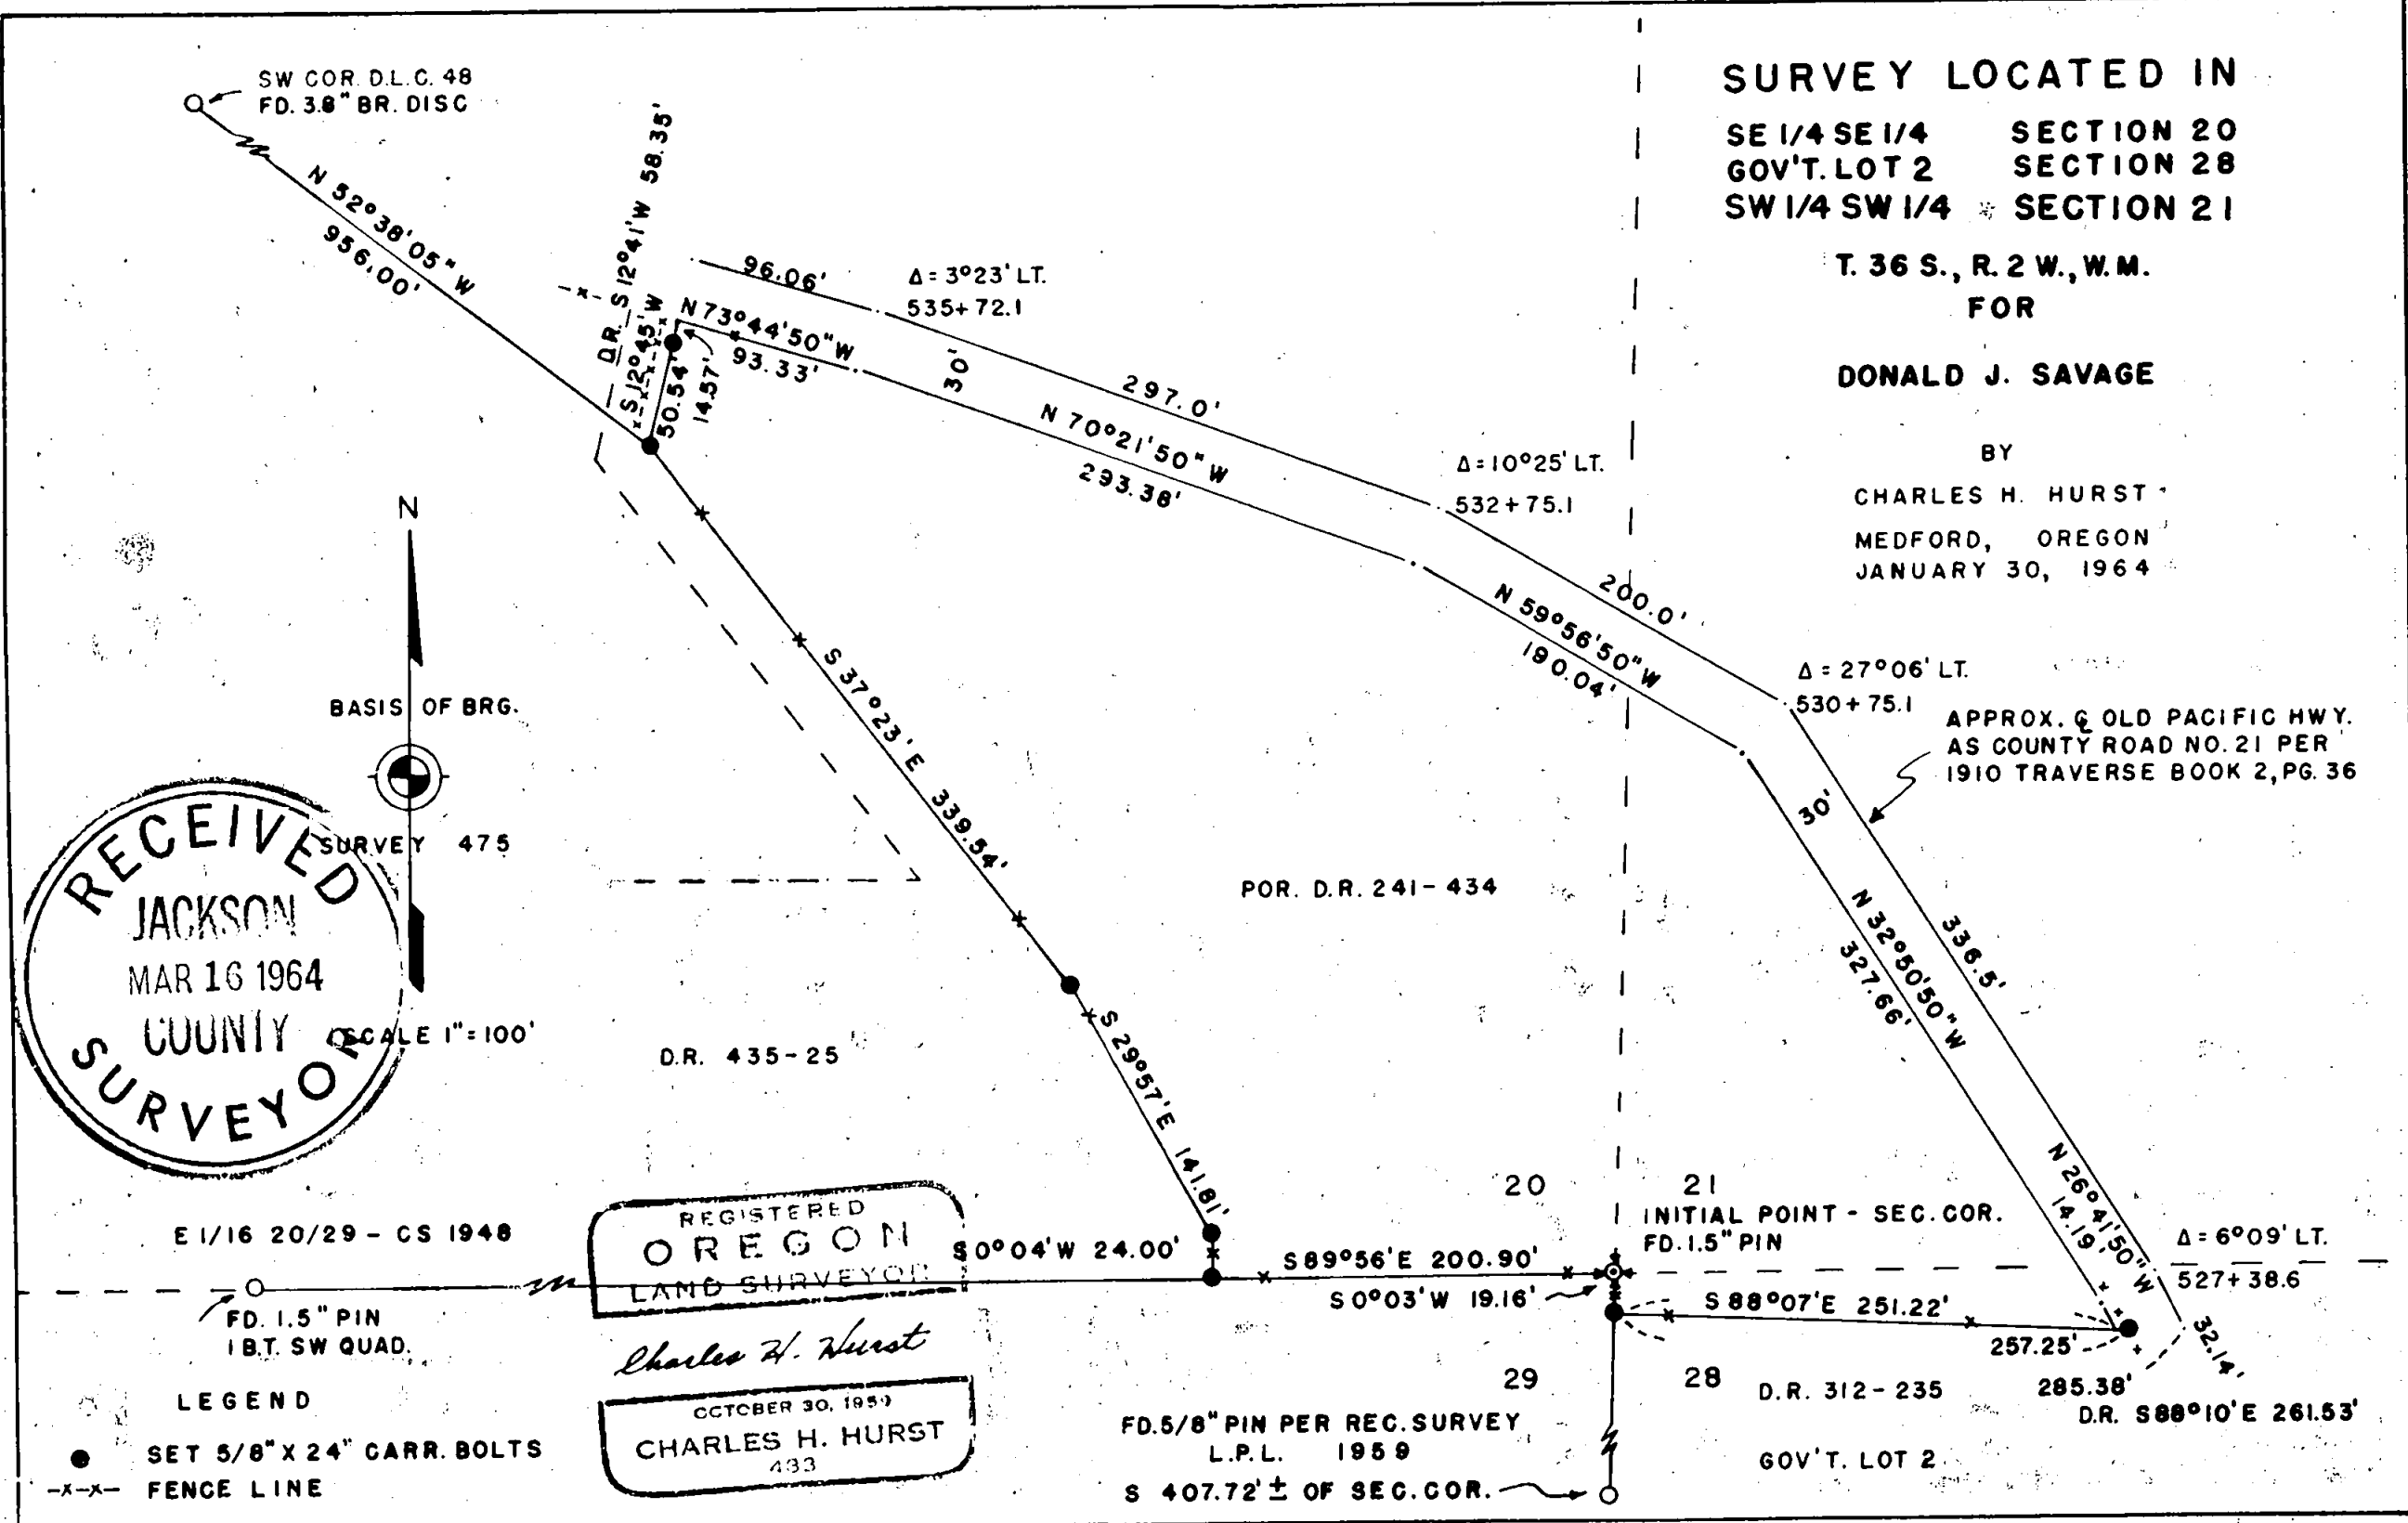 SURVEY LOCATED IN
SE 1/4 SE 1/4 SECTION 20
GOV'T. LOT 2 SECTION 28
SW 1/4 SW 1/4 SECTION 21
T. 36 S., R. 2 W., W. M.
FOR
DONALD J. SAVAGE
BY
CHARLES H. HURST
MEDFORD, OREGON
JANUARY 30, 1964
SW COR. D.L.C. 48
FD. 3.8" BR. DISC
N 52°38'05" W
956.00'
D.R. S 12°41'W 58.35'
S 12°45'W
50.54'
14.57'
N 73°44'50" W
93.33'
96.06'
Δ = 3°23' LT.
535+72.1
30'
297.0'
N 70°21'50" W
293.38'
Δ = 10°25' LT.
532+75.1
200.0'
N 59°56'50" W
190.04'
Δ = 27°06' LT.
530+75.1
APPROX. ℄ OLD PACIFIC HWY.
AS COUNTY ROAD NO. 21 PER
1910 TRAVERSE BOOK 2, PG. 36
30'
336.5'
N 32°50'50" W
327.66'
N 26°41'50" W
14.19'
Δ = 6°09' LT.
527+38.6
32.14'
N
BASIS OF BRG.
SURVEY 475
SCALE 1" = 100'
RECEIVED
JACKSON
MAR 16 1964
COUNTY
SURVEYOR
S 37°23'E 339.54'
POR. D.R. 241-434
D.R. 435-25
S 29°57'E 141.81'
20
21
INITIAL POINT - SEC. COR.
FD. 1.5" PIN
E 1/16 20/29 - CS 1948
FD. 1.5" PIN
1 B.T. SW QUAD.
S 0°04'W 24.00'
S 89°56'E 200.90'
S 0°03'W 19.16'
S 88°07'E 251.22'
257.25'
285.38'
D.R. S88°10'E 261.53'
29
28
D.R. 312-235
GOV'T. LOT 2
FD. 5/8" PIN PER REC. SURVEY
L.P.L. 1959
S 407.72' ± OF SEC. COR.
REGISTERED
OREGON
LAND SURVEYOR
Charles H. Hurst
OCTOBER 30, 1959
CHARLES H. HURST
433
LEGEND
SET 5/8" X 24" CARR. BOLTS
-x-x- FENCE LINE